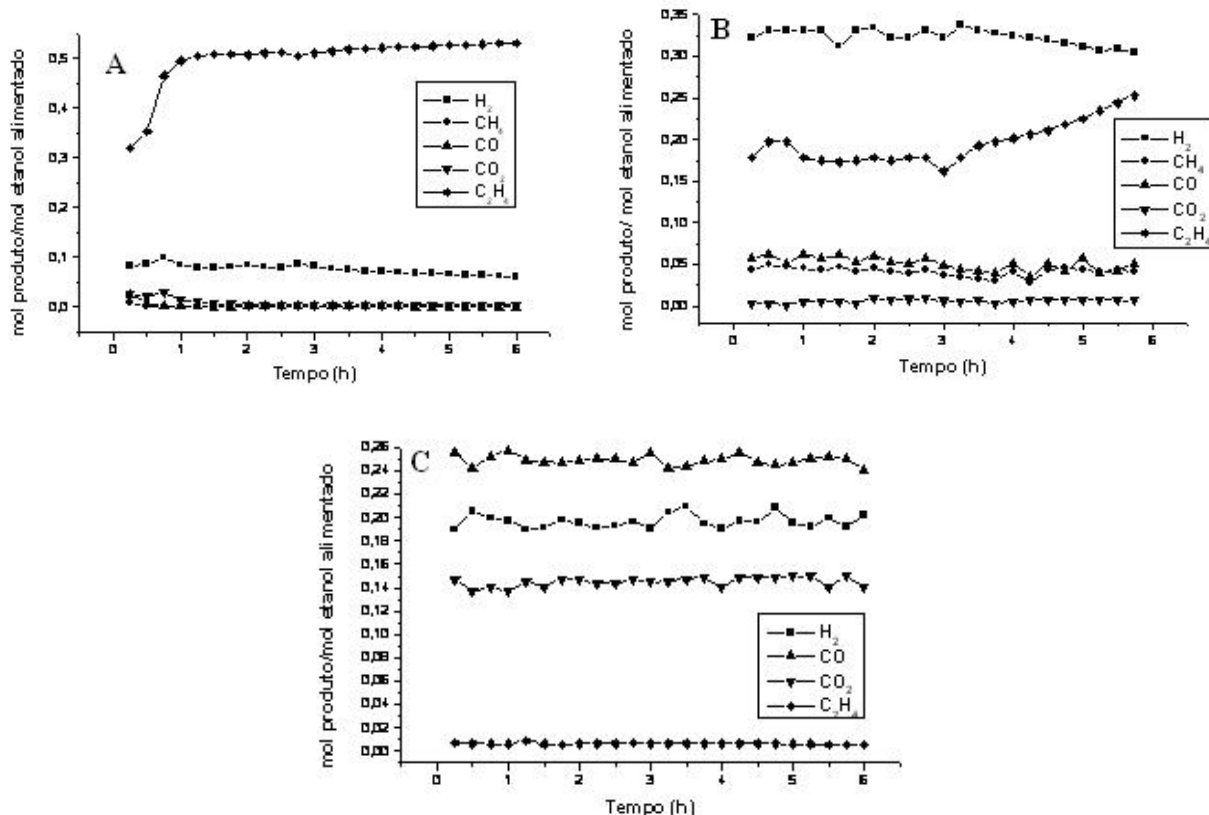 A
mol produto/mol etanol alimentado
0,5
0,4
0,3
0,2
0,1
0,0
0 1 2 3 4 5 6
Tempo (h)
H₂
CH₄
CO
CO₂
C₂H₄
B
mol produto/ mol etanol alimentado
0,35
0,30
0,25
0,20
0,15
0,10
0,05
0,00
0 1 2 3 4 5 6
Tempo (h)
H₂
CH₄
CO
CO₂
C₂H₄
C
mol produto/mol etanol alimentado
0,26
0,24
0,22
0,20
0,18
0,16
0,14
0,12
0,10
0,08
0,06
0,04
0,02
0,00
0 1 2 3 4 5 6
Tempo (h)
H₂
CO
CO₂
C₂H₄